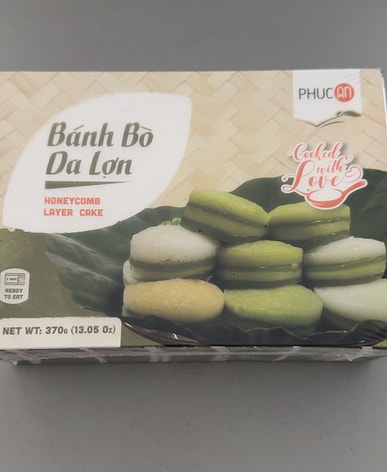 PHUC AN
Bánh Bò
Da Lợn
HONEYCOMB
LAYER CAKE
Cooked
with
Love
READY
TO EAT
NET WT: 370G (13.05 Oz)